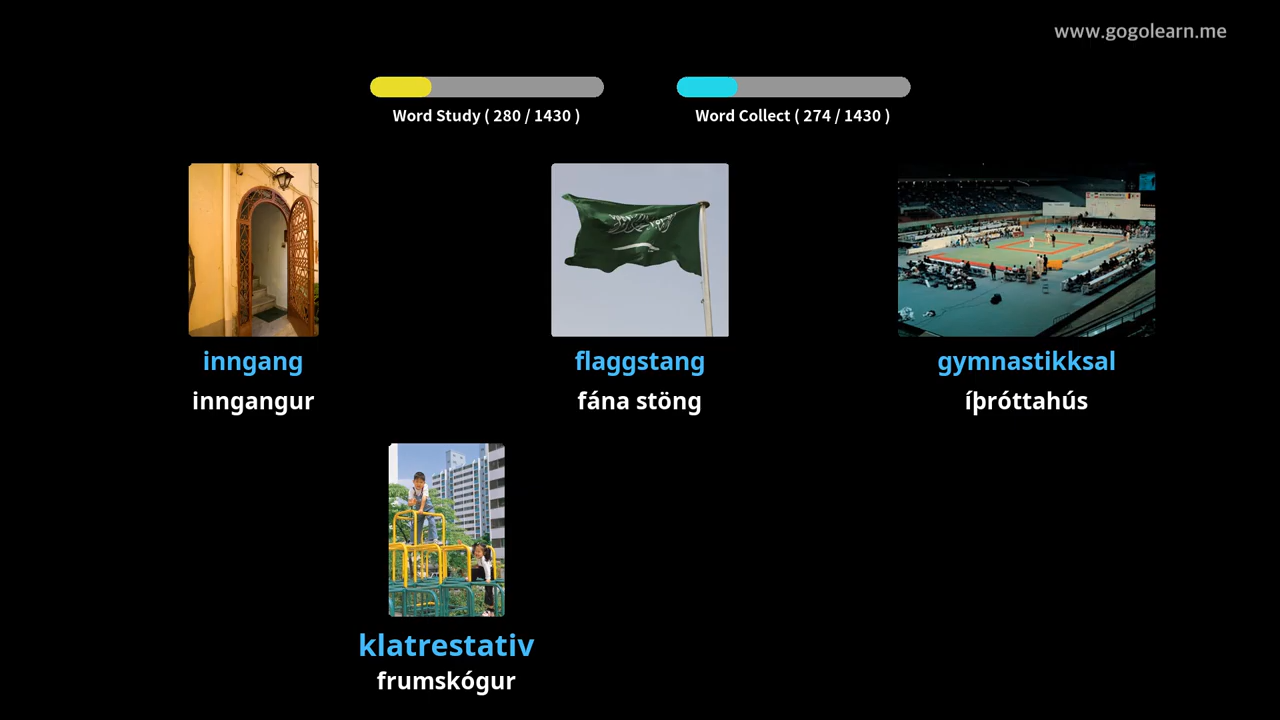 www.gogolearn.me
Word Study ( 280 / 1430 )
Word Collect ( 274 / 1430 )
inngang
inngangur
flaggstang
fána stöng
gymnastikksal
íþróttahús
klatrestativ
frumskógur